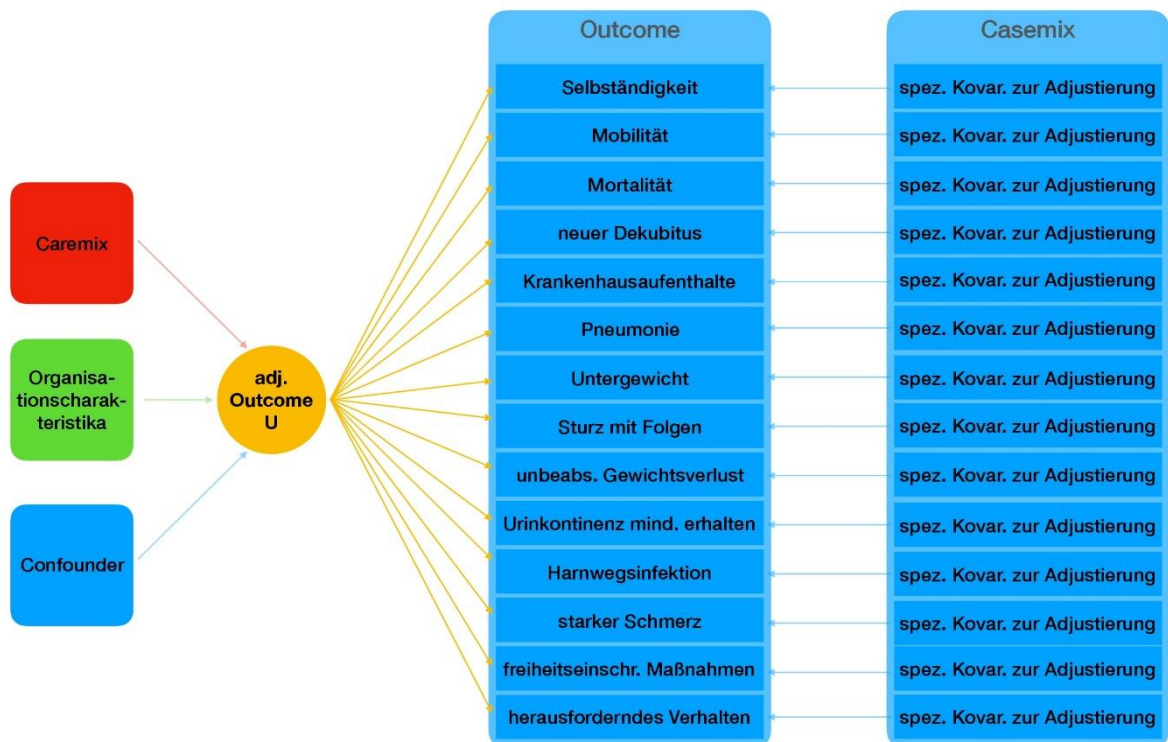 Outcome
Casemix
Selbständigkeit
spez. Kovar. zur Adjustierung
Mobilität
spez. Kovar. zur Adjustierung
Mortalität
spez. Kovar. zur Adjustierung
neuer Dekubitus
spez. Kovar. zur Adjustierung
Krankenhausaufenthalte
spez. Kovar. zur Adjustierung
Pneumonie
spez. Kovar. zur Adjustierung
Untergewicht
spez. Kovar. zur Adjustierung
Sturz mit Folgen
spez. Kovar. zur Adjustierung
unbeabs. Gewichtsverlust
spez. Kovar. zur Adjustierung
Urinkontinenz mind. erhalten
spez. Kovar. zur Adjustierung
Harnwegsinfektion
spez. Kovar. zur Adjustierung
starker Schmerz
spez. Kovar. zur Adjustierung
freiheitseinschr. Maßnahmen
spez. Kovar. zur Adjustierung
herausforderndes Verhalten
spez. Kovar. zur Adjustierung
Caremix
Organisa-
tionscharak-
teristika
Confounder
adj.
Outcome
U